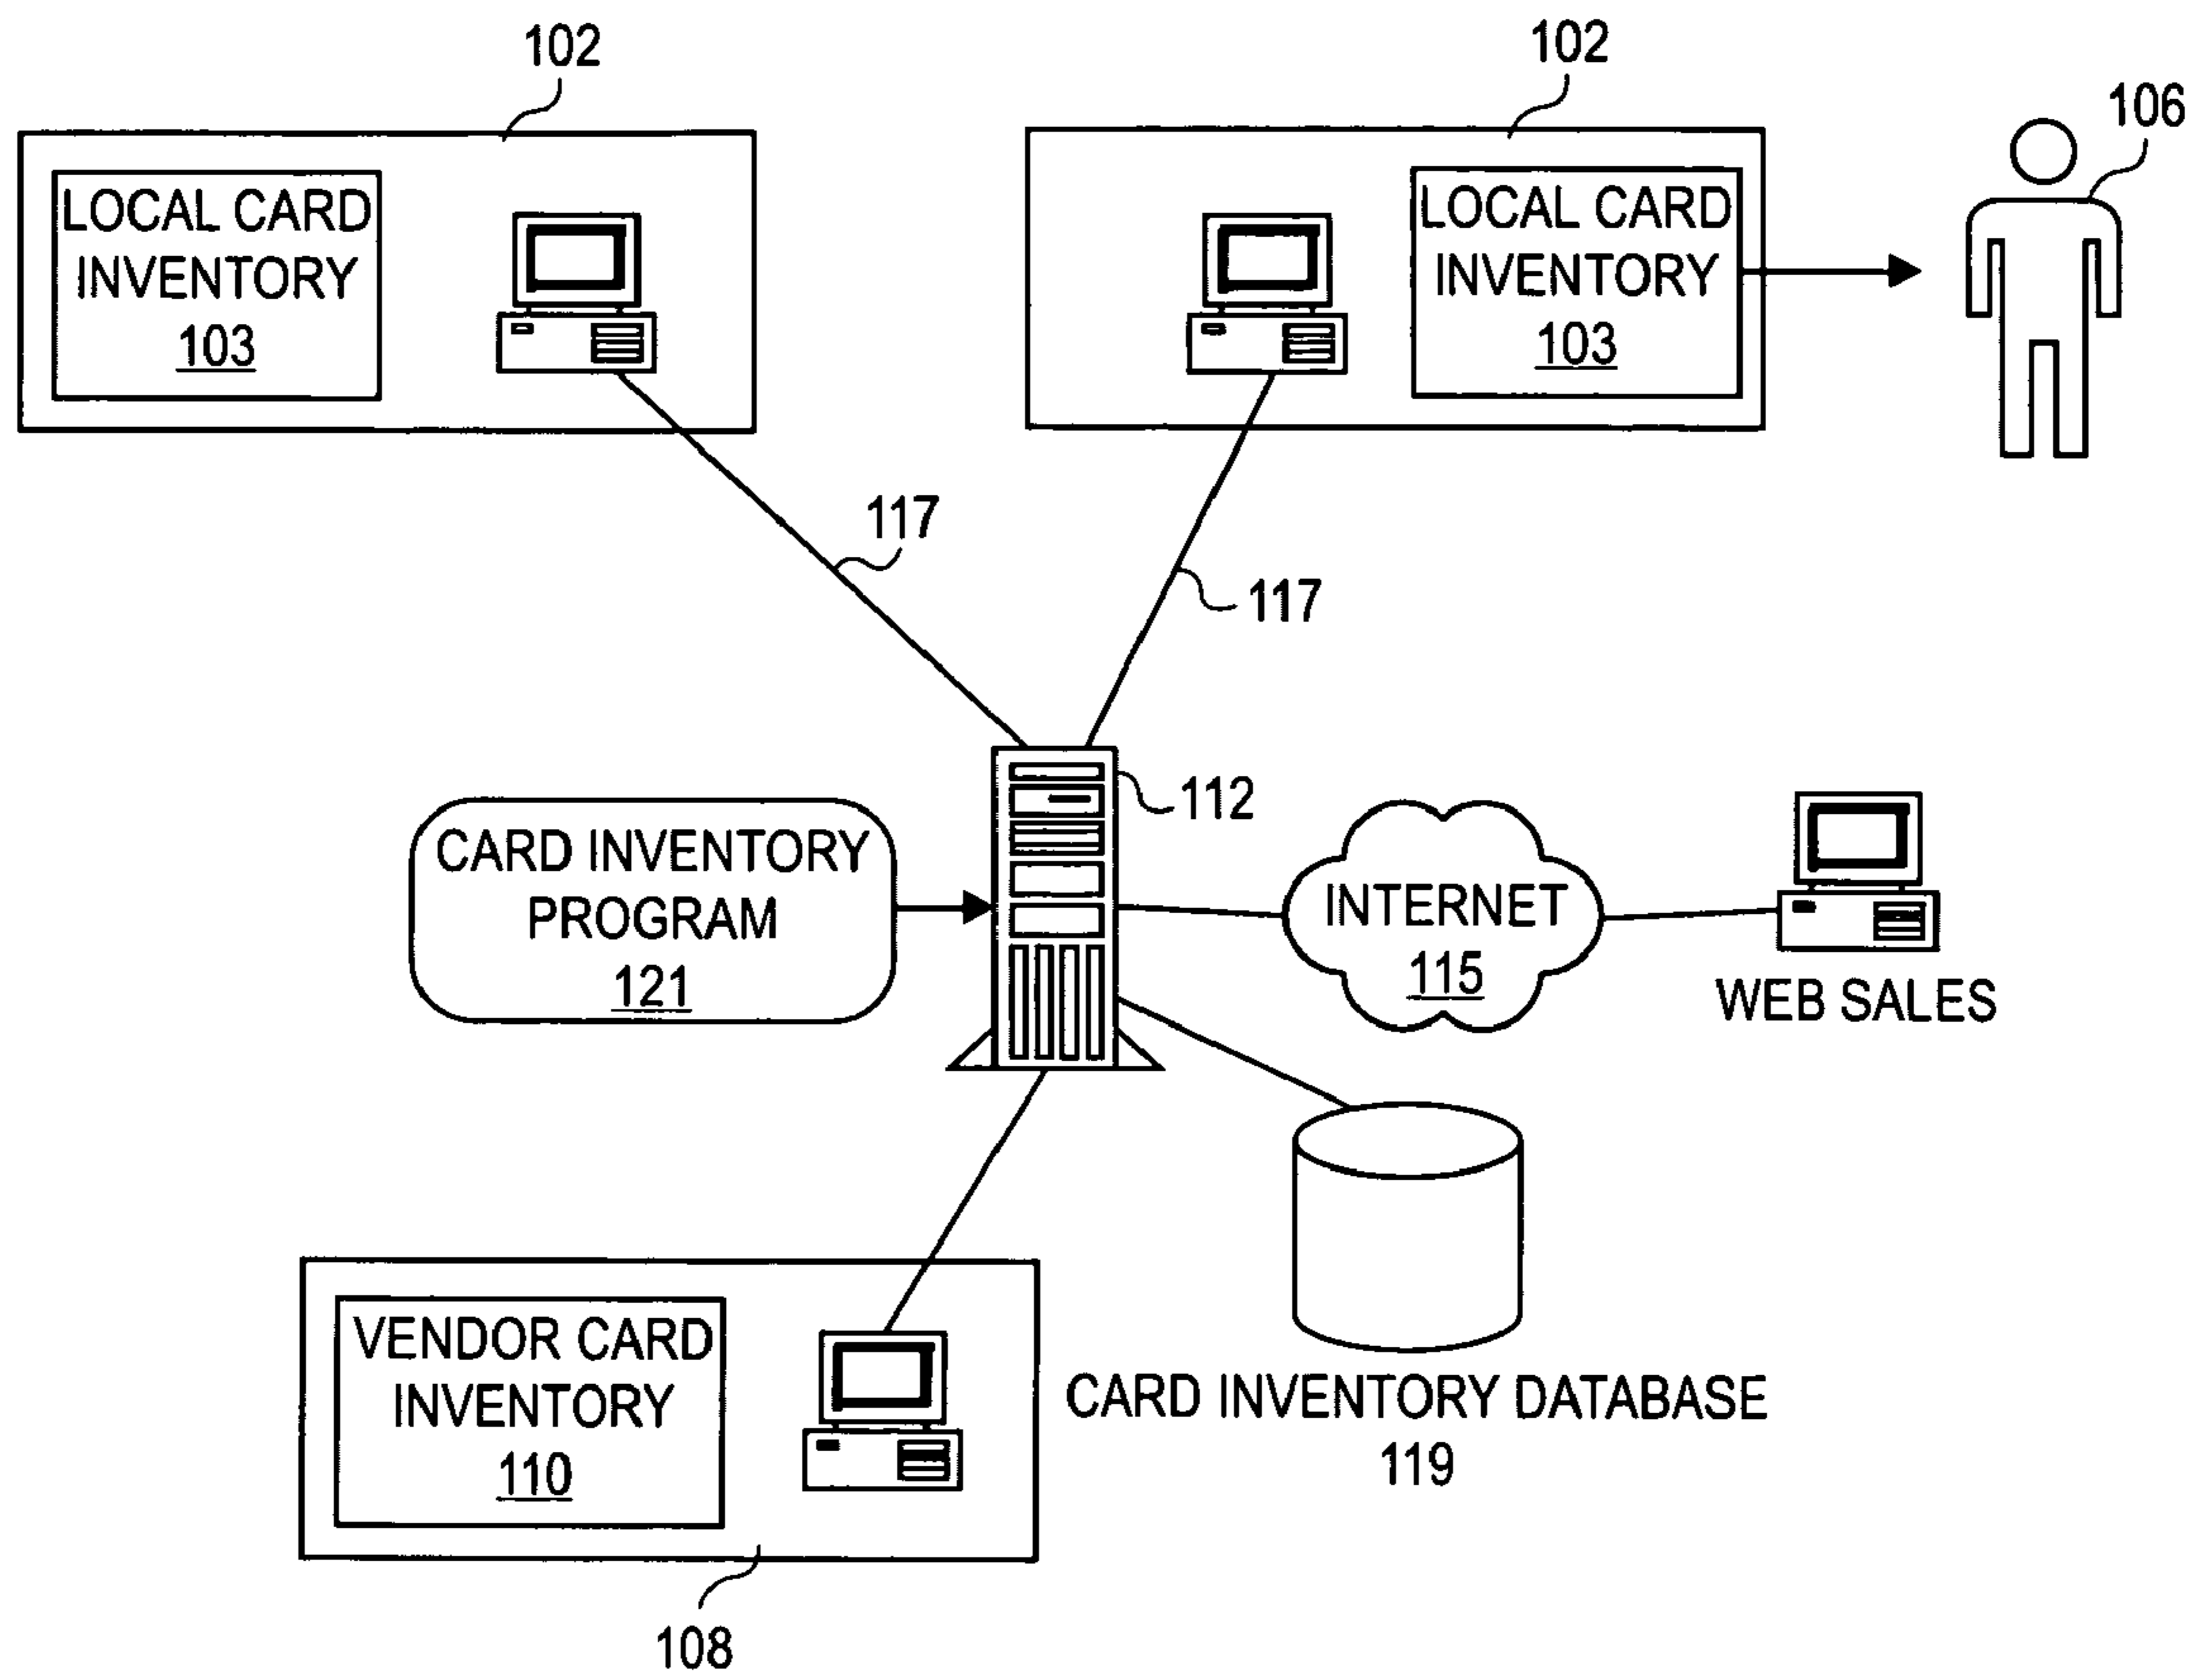 102
102
106
LOCAL CARD
INVENTORY
103
LOCAL CARD
INVENTORY
103
117
117
112
CARD INVENTORY
PROGRAM
121
INTERNET
115
WEB SALES
VENDOR CARD
INVENTORY
110
CARD INVENTORY DATABASE
119
108